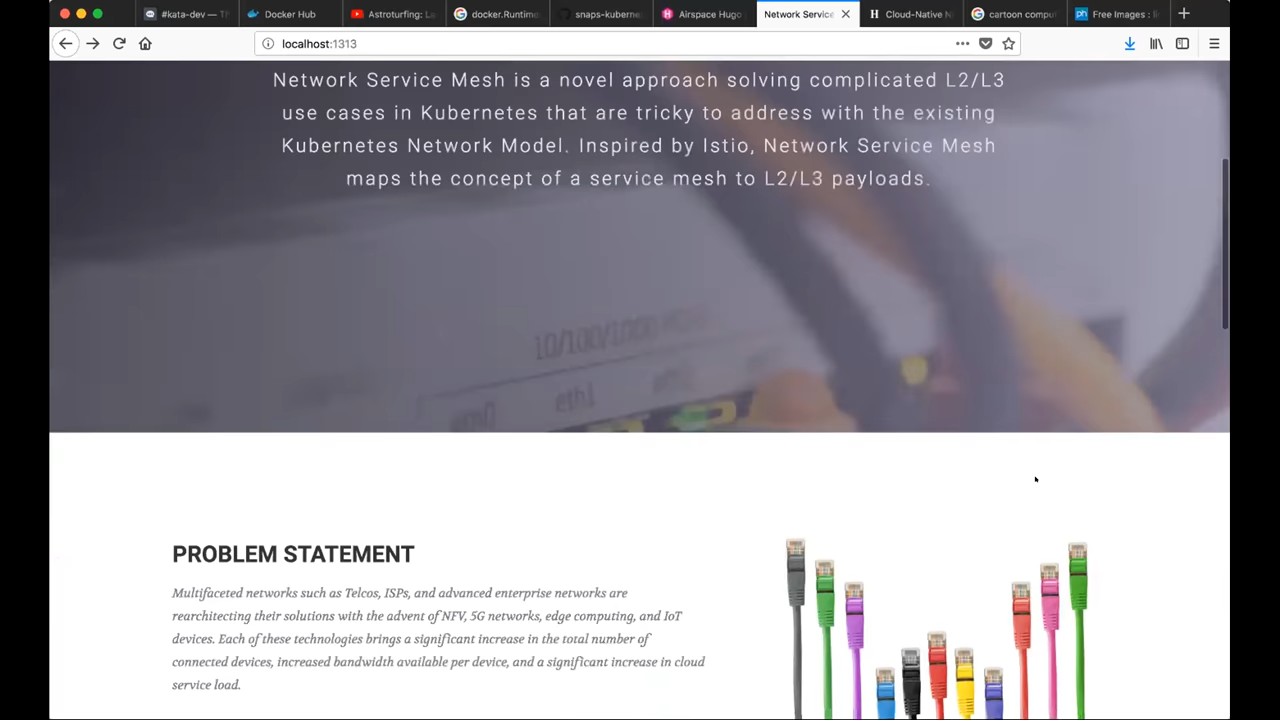 #kata-dev — Th
Docker Hub
Astroturfing: La
docker.Runtime
snaps-kuberne
Airspace Hugo
Network Service
Cloud-Native N
cartoon compu
Free Images : li
localhost:1313
Network Service Mesh is a novel approach solving complicated L2/L3
use cases in Kubernetes that are tricky to address with the existing
Kubernetes Network Model. Inspired by Istio, Network Service Mesh
maps the concept of a service mesh to L2/L3 payloads.
10/100/1000
eth1
PROBLEM STATEMENT
Multifaceted networks such as Telcos, ISPs, and advanced enterprise networks are
rearchitecting their solutions with the advent of NFV, 5G networks, edge computing, and IoT
devices. Each of these technologies brings a significant increase in the total number of
connected devices, increased bandwidth available per device, and a significant increase in cloud
service load.